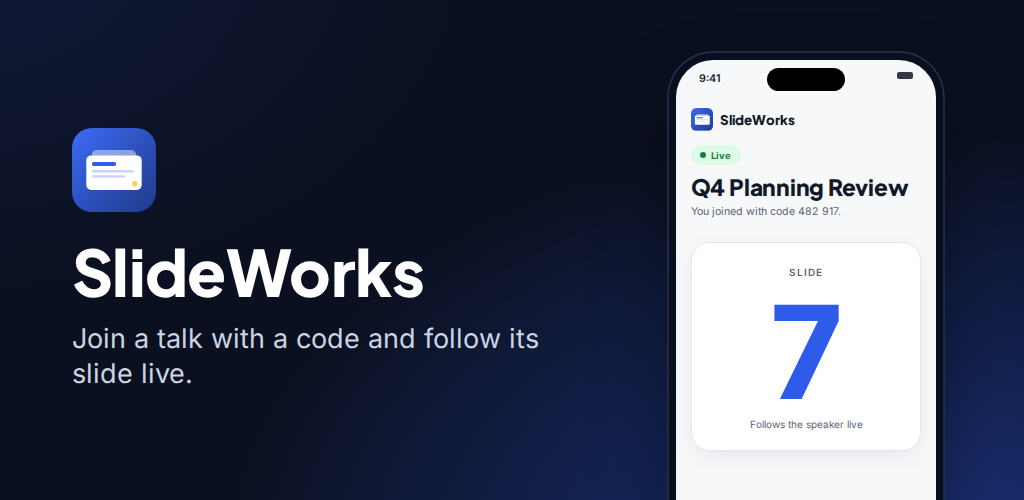 SlideWorks
Join a talk with a code and follow its
slide live.
9:41
SlideWorks
Live
Q4 Planning Review
You joined with code 482 917.
SLIDE
7
Follows the speaker live